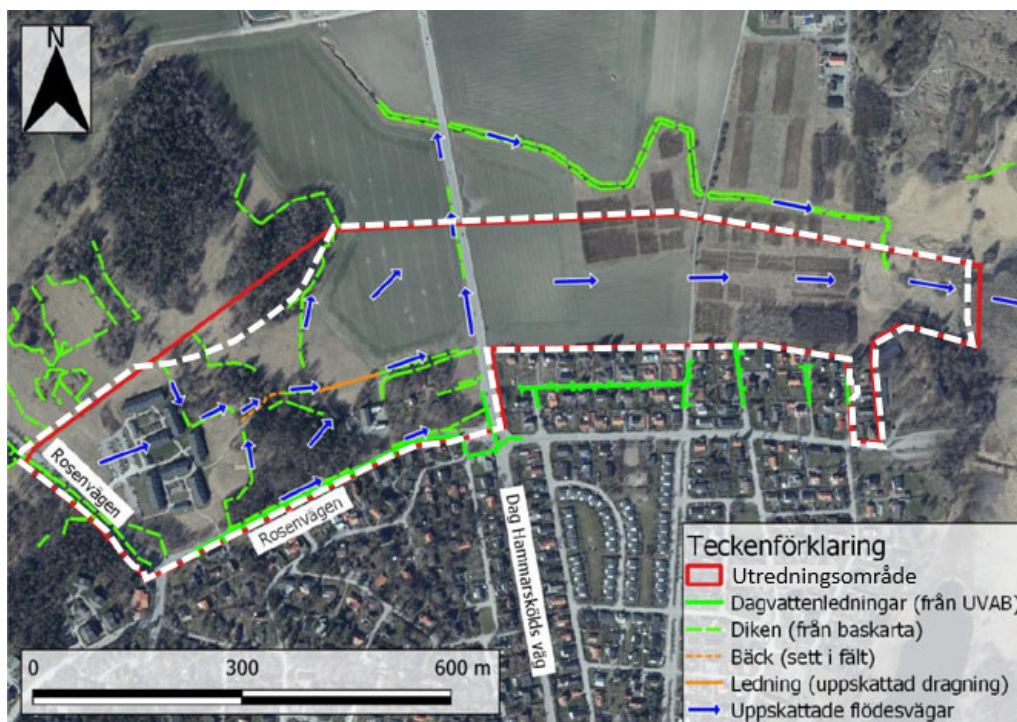 N
Rosenvägen
Rosenvägen
Dag Hammarskölds väg
Teckenförklaring
Utredningsområde
Dagvattenledningar (från UVAB)
Diken (från baskarta)
Bäck (sett i fält)
Ledning (uppskattad dragning)
Uppskattade flödesvägar
0 300 600 m